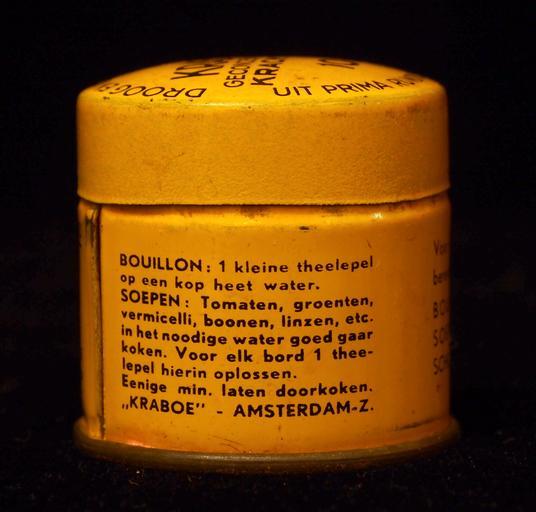 UIT PRIMA
BOUILLON: 1 kleine theelepel
op een kop heet water.
SOEPEN: Tomaten, groenten,
vermicelli, boonen, linzen, etc.
in het noodige water goed gaar
koken. Voor elk bord 1 thee-
lepel hierin oplossen.
Eenige min. laten doorkoken.
„KRABOE" - AMSTERDAM-Z.